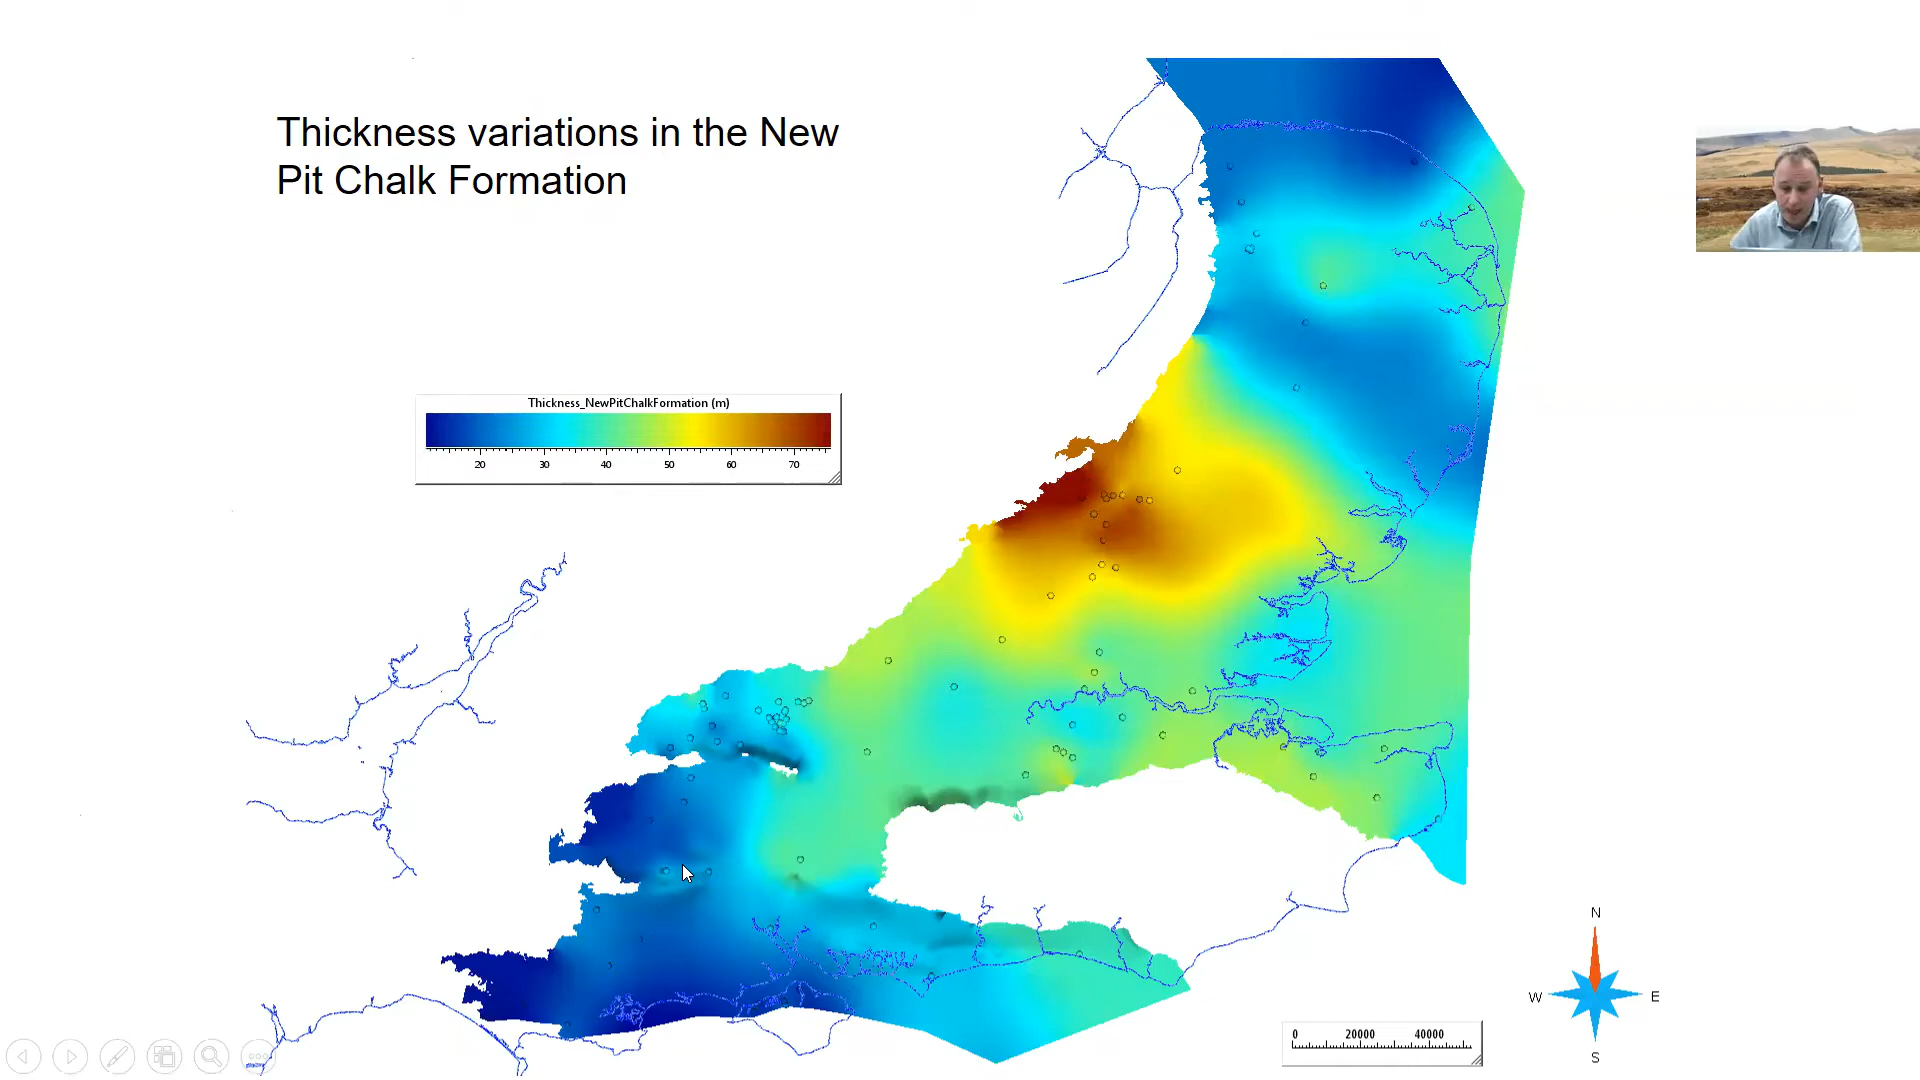 Thickness variations in the New
Pit Chalk Formation
Thickness_NewPitChalkFormation (m)
20 30 40 50 60 70
N
W E
S
0 20000 40000